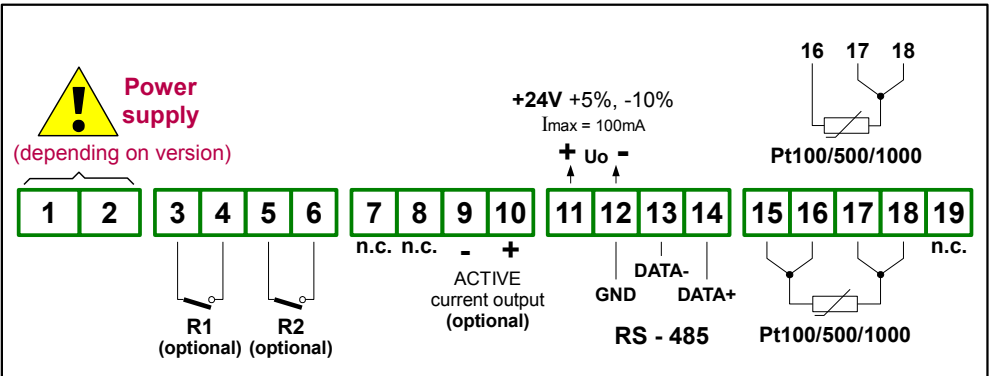 Power
supply
(depending on version)
+24V +5%, -10%
Imax = 100mA
+ Uo -
16 17 18
Pt100/500/1000
1 2 3 4 5 6 7 8 9 10 11 12 13 14 15 16 17 18 19
n.c. n.c. - + n.c.
R1
(optional)
R2
(optional)
ACTIVE
current output
(optional)
GND
DATA-
DATA+
RS - 485
Pt100/500/1000